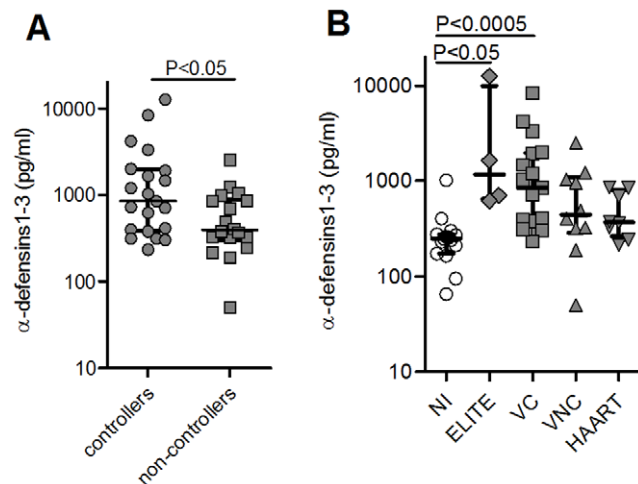 A
P<0.05
α-defensins1-3 (pg/ml)
10000
1000
100
10
controllers
non-controllers
B
P<0.0005
P<0.05
α-defensins1-3 (pg/ml)
10000
1000
100
10
NI
ELITE
VC
VNC
HAART